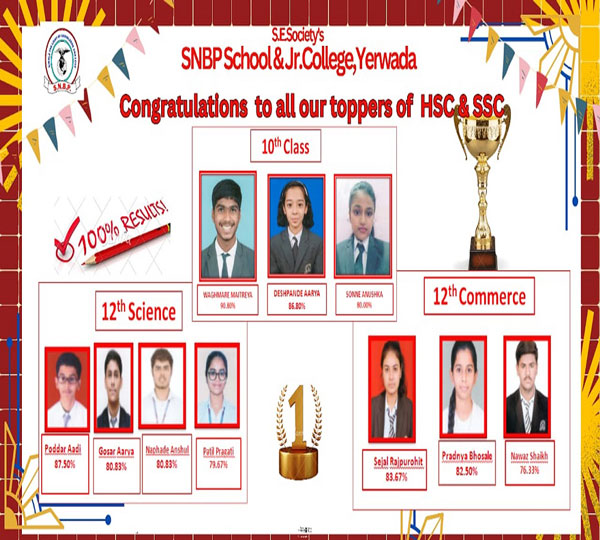 S.E.Society's
SNBP School & Jr.College,Yerwada
S.N.B.P
Congratulations to all our toppers of HSC & SSC
10th Class
100% RESULTS!
WAGHMARE MAITREYA
90.80%
DESHPANDE AARYA
86.80%
SONNE ANUSHKA
80.00%
12th Science
Poddar Aadi
87.50%
Gosar Aarya
80.83%
Naphade Anshul
80.83%
Patil Pragati
79.67%
1
12th Commerce
Sejal Rajpurohit
83.67%
Pradnya Bhosale
82.50%
Nawaz Shaikh
76.33%